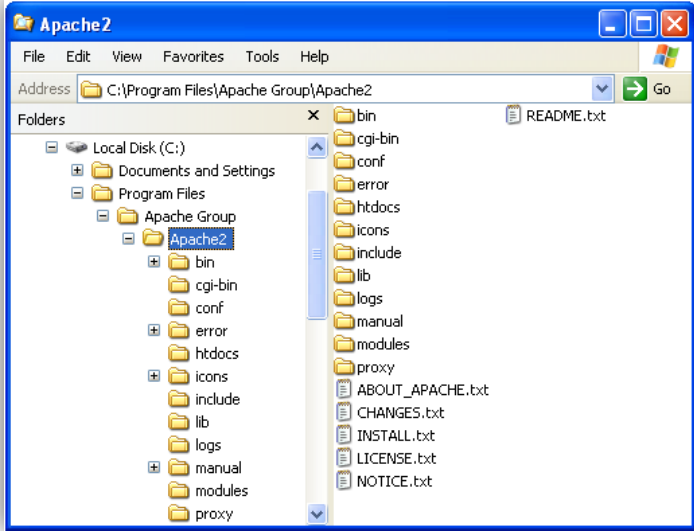 Apache2
File Edit View Favorites Tools Help
Address C:\Program Files\Apache Group\Apache2 Go
Folders
Local Disk (C:)
Documents and Settings
Program Files
Apache Group
Apache2
bin
cgi-bin
conf
error
htdocs
icons
include
lib
logs
manual
modules
proxy
bin
cgi-bin
conf
error
htdocs
icons
include
lib
logs
manual
modules
proxy
ABOUT_APACHE.txt
CHANGES.txt
INSTALL.txt
LICENSE.txt
NOTICE.txt
README.txt